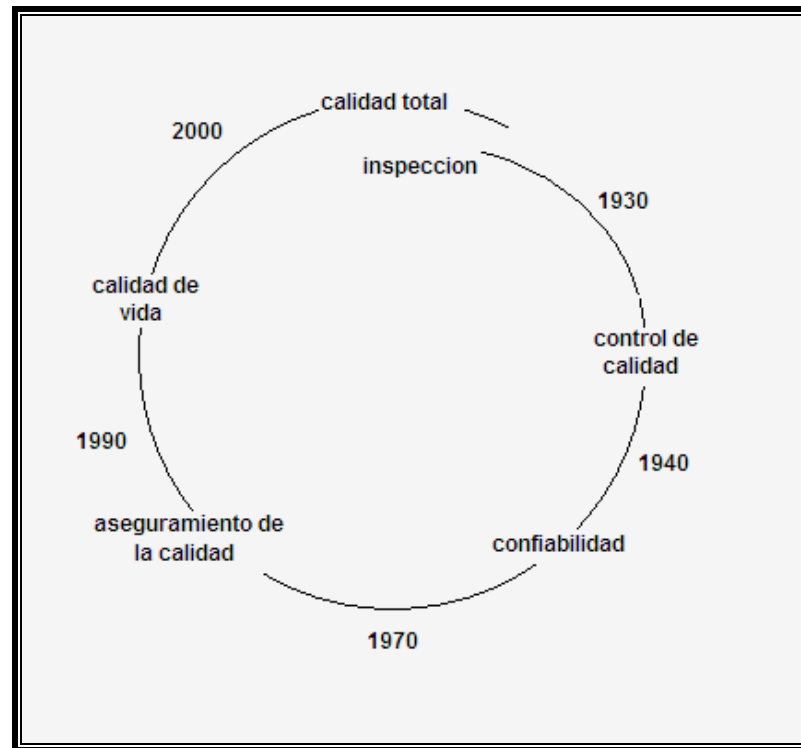 calidad total
2000
inspeccion
1930
calidad de
vida
control de
calidad
1990
1940
aseguramiento de
la calidad
confiabilidad
1970